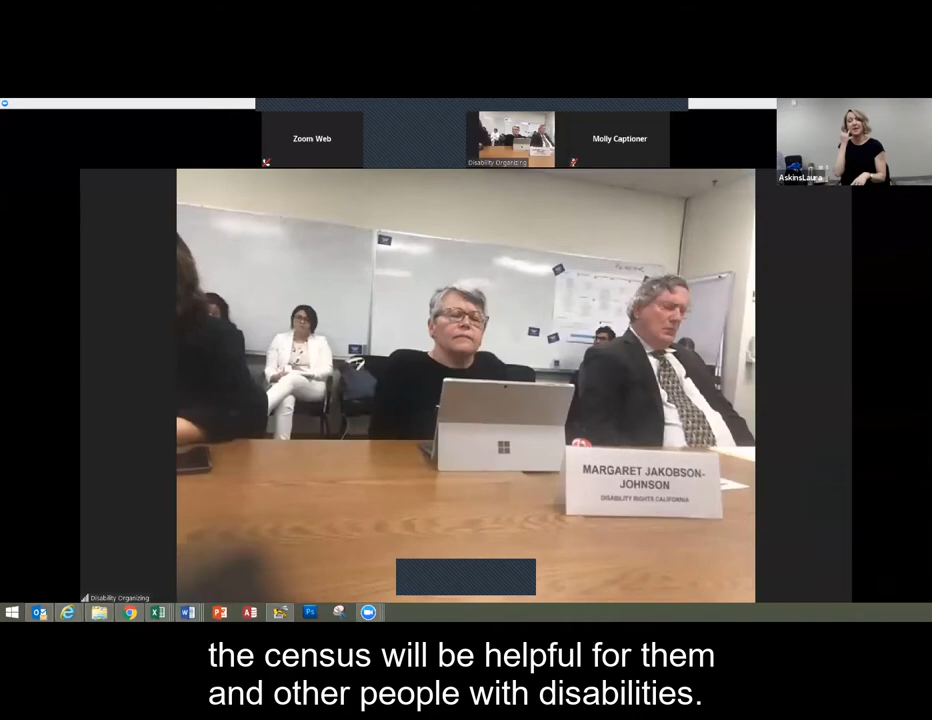 Zoom Web
Disability Organizing
Molly Captioner
AskinsLaura
MARGARET JAKOBSON-
JOHNSON
DISABILITY RIGHTS CALIFORNIA
Disability Organizing
the census will be helpful for them
and other people with disabilities.